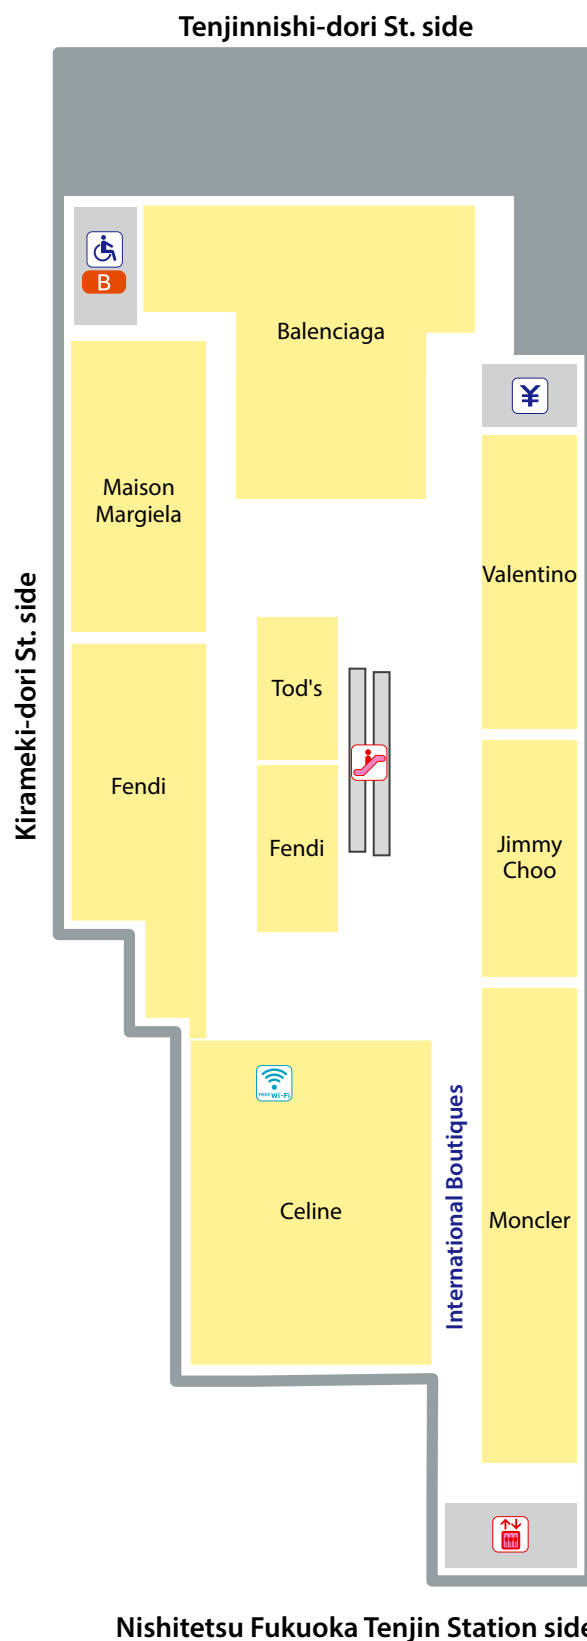 Tenjinnishi-dori St. side
B
Balenciaga
¥
Maison
Margiela
Valentino
Kirameki-dori St. side
Tod's
Fendi
Fendi
Jimmy
Choo
FREE Wi-Fi
International Boutiques
Celine
Moncler
Nishitetsu Fukuoka Tenjin Station side